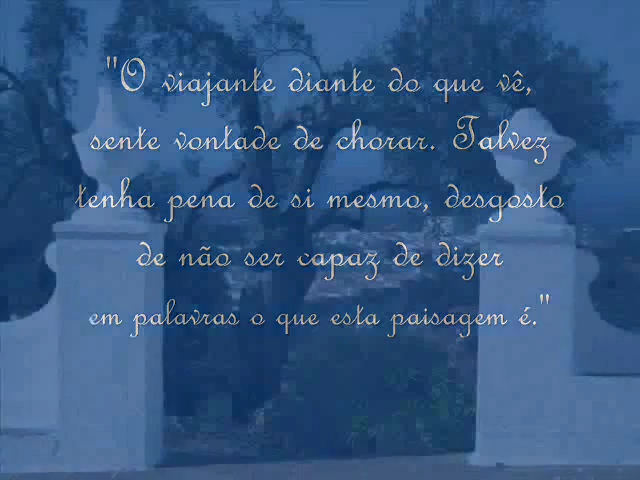 "O viajante diante do que vê,
sente vontade de chorar. Talvez
tenha pena de si mesmo, desgosto
de não ser capaz de dizer
em palavras o que esta paisagem é."